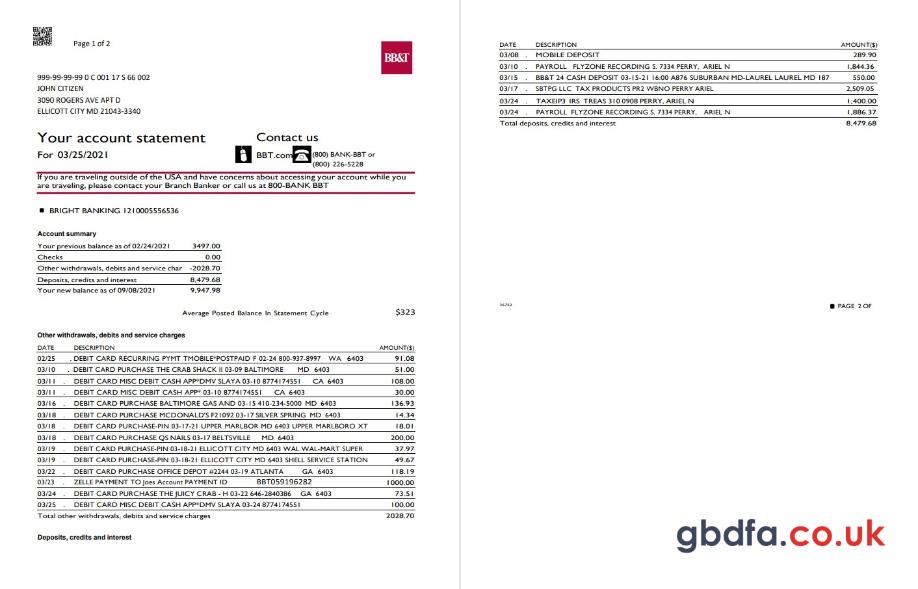 Page 1 of 2
BB&T
999-99-99-99 0 C 001 17 S 66 002
JOHN CITIZEN
3090 ROGERS AVE APT D
ELLICOTT CITY MD 21043-3340
Your account statement
For 03/25/2021
Contact us
BBT.com (800) BANK-BBT or
(800) 226-5228
If you are traveling outside of the USA and have concerns about accessing your account while you
are traveling, please contact your Branch Banker or call us at 800-BANK BBT
BRIGHT BANKING 1210005556536
Account summary
Your previous balance as of 02/24/2021 3497.00
Checks 0.00
Other withdrawals, debits and service char -2028.70
Deposits, credits and interest 8,479.68
Your new balance as of 09/08/2021 9,947.98
Average Posted Balance In Statement Cycle $323
Other withdrawals, debits and service charges
DATE DESCRIPTION AMOUNT($)
02/25 . DEBIT CARD RECURRING PYMT TMOBILE*POSTPAID F 02-24 800-937-8997 WA 6403 91.08
03/10 . DEBIT CARD PURCHASE THE CRAB SHACK II 03-09 BALTIMORE MD 6403 51.00
03/11 . DEBIT CARD MISC DEBIT CASH APP*DMV SLAYA 03-10 8774174551 CA 6403 108.00
03/11 . DEBIT CARD MISC DEBIT CASH APP* 03-10 8774174551 CA 6403 30.00
03/16 . DEBIT CARD PURCHASE BALTIMORE GAS AND 03-15 410-234-5000 MD 6403 136.93
03/18 . DEBIT CARD PURCHASE MCDONALD'S F21092 03-17 SILVER SPRING MD 6403 14.34
03/18 . DEBIT CARD PURCHASE-PIN 03-17-21 UPPER MARLBOR MD 6403 UPPER MARLBORO XT 18.01
03/18 . DEBIT CARD PURCHASE QS NAILS 03-17 BELTSVILLE MD 6403 200.00
03/19 . DEBIT CARD PURCHASE-PIN 03-18-21 ELLICOTT CITY MD 6403 WAL WAL-MART SUPER 37.97
03/19 . DEBIT CARD PURCHASE-PIN 03-18-21 ELLICOTT CITY MD 6403 SHELL SERVICE STATION 49.67
03/22 . DEBIT CARD PURCHASE OFFICE DEPOT #2244 03-19 ATLANTA GA 6403 118.19
03/23 . ZELLE PAYMENT TO Joes Account PAYMENT ID BBT059196282 1000.00
03/24 . DEBIT CARD PURCHASE THE JUICY CRAB - H 03-22 646-2840386 GA 6403 73.51
03/25 . DEBIT CARD MISC DEBIT CASH APP*DMV SLAYA 03-24 8774174551 100.00
Total other withdrawals, debits and service charges 2028.70
Deposits, credits and interest
DATE DESCRIPTION AMOUNT($)
03/08 . MOBILE DEPOSIT 289.90
03/10 . PAYROLL FLYZONE RECORDING S. 7334 PERRY, ARIEL N 1,844.36
03/15 . BB&T 24 CASH DEPOSIT 03-15-21 16:00 A876 SUBURBAN MD-LAUREL LAUREL MD 187 550.00
03/17 . SBTPG LLC TAX PRODUCTS PR2 WBNO PERRY ARIEL 2,509.05
03/24 . TAXEIP3 IRS TREAS 310 0908 PERRY, ARIEL N 1,400.00
03/24 . PAYROLL FLYZONE RECORDING S. 7334 PERRY, ARIEL N 1,886.37
Total deposits, credits and interest 8,479.68
PAGE 2 OF
gbdfa.co.uk